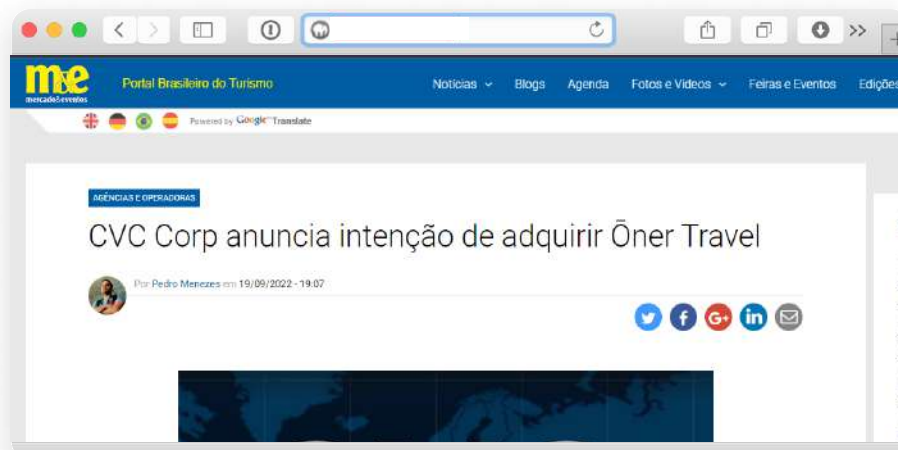 m&e
mercado&eventos
Portal Brasileiro do Turismo
Notícias Blogs Agenda Fotos e Vídeos Feiras e Eventos Edições
Powered by Google Translate
AGÊNCIAS E OPERADORAS
CVC Corp anuncia intenção de adquirir Ōner Travel
Por Pedro Menezes em 19/09/2022 - 19:07